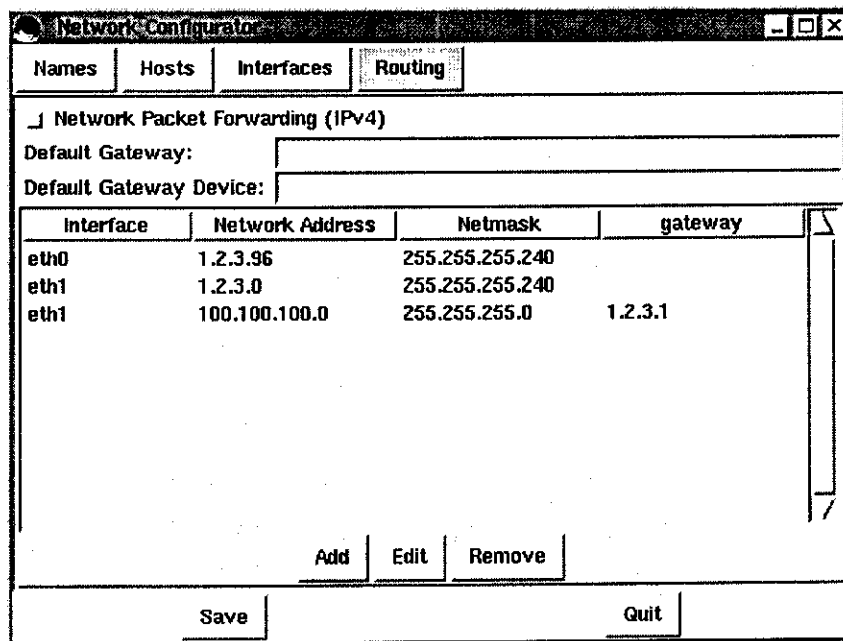 Network Configurator
Names Hosts Interfaces Routing
Network Packet Forwarding (IPv4)
Default Gateway:
Default Gateway Device:
Interface Network Address Netmask gateway
eth0 1.2.3.96 255.255.255.240
eth1 1.2.3.0 255.255.255.240
eth1 100.100.100.0 255.255.255.0 1.2.3.1
Add Edit Remove
Save Quit